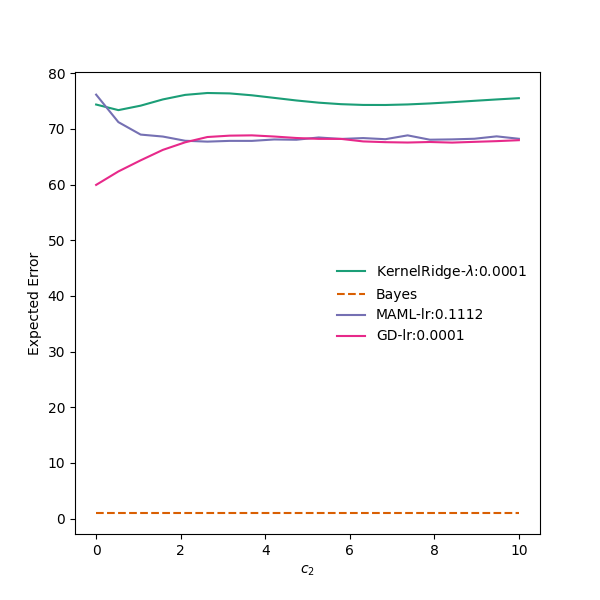 80
70
60
50
40
30
20
10
0
Expected Error
KernelRidge-λ:0.0001
Bayes
MAML-lr:0.1112
GD-lr:0.0001
0 2 4 6 8 10
c₂